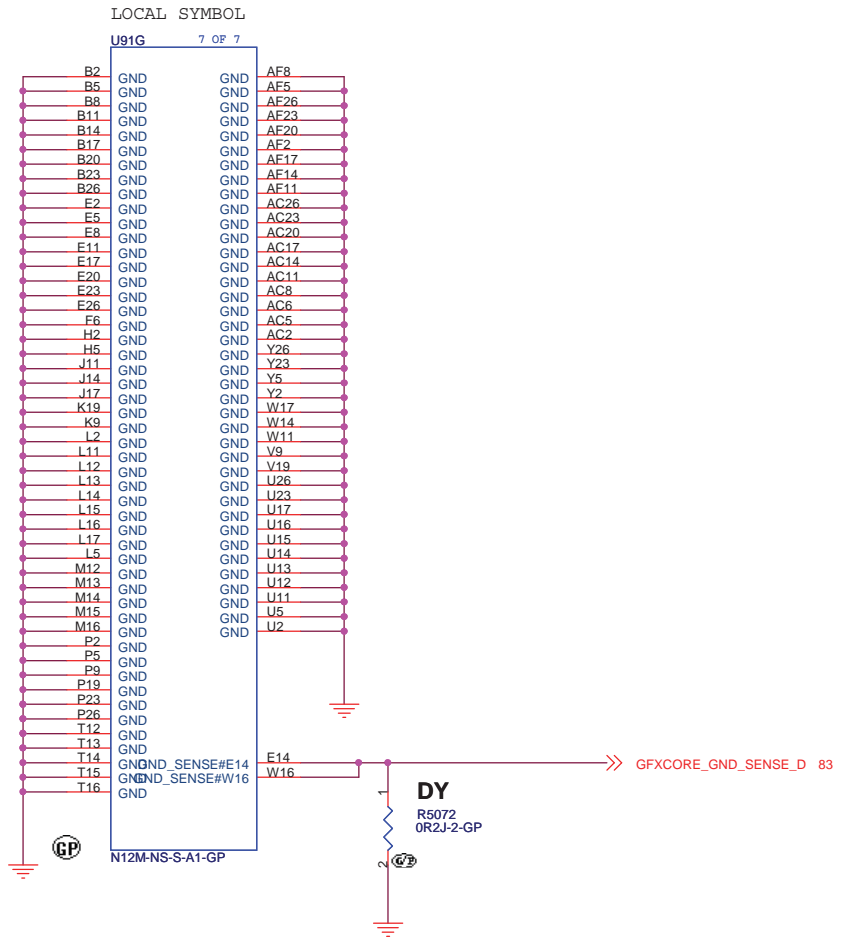 LOCAL SYMBOL
U91G 7 OF 7
B2 GND GND AF8
B5 GND GND AF5
B8 GND GND AF26
B11 GND GND AF23
B14 GND GND AF20
B17 GND GND AF2
B20 GND GND AF17
B23 GND GND AF14
B26 GND GND AF11
E2 GND GND AC26
E5 GND GND AC23
E8 GND GND AC20
E11 GND GND AC17
E17 GND GND AC14
E20 GND GND AC11
E23 GND GND AC8
E26 GND GND AC6
F6 GND GND AC5
H2 GND GND AC2
H5 GND GND Y26
J11 GND GND Y23
J14 GND GND Y5
J17 GND GND Y2
K19 GND GND W17
K9 GND GND W14
L2 GND GND W11
L11 GND GND V9
L12 GND GND V19
L13 GND GND U26
L14 GND GND U23
L15 GND GND U17
L16 GND GND U16
L17 GND GND U15
L5 GND GND U14
M12 GND GND U13
M13 GND GND U12
M14 GND GND U11
M15 GND GND U5
M16 GND GND U2
P2 GND
P5 GND
P9 GND
P19 GND
P23 GND
P26 GND
T12 GND
T13 GND
T14 GND GND_SENSE#E14 E14
T15 GND GND_SENSE#W16 W16
T16 GND
GFXCORE_GND_SENSE_D 83
1
DY
R5072
0R2J-2-GP
2
GP
GP
N12M-NS-S-A1-GP